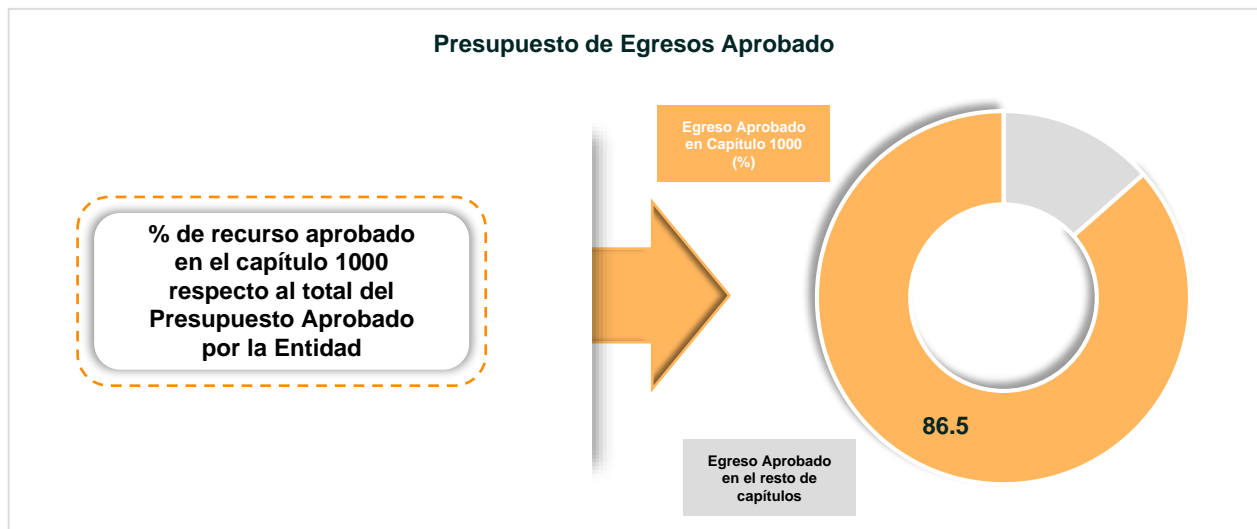 Presupuesto de Egresos Aprobado
% de recurso aprobado
en el capítulo 1000
respecto al total del
Presupuesto Aprobado
por la Entidad
Egreso Aprobado
en Capítulo 1000
(%)
86.5
Egreso Aprobado
en el resto de
capítulos